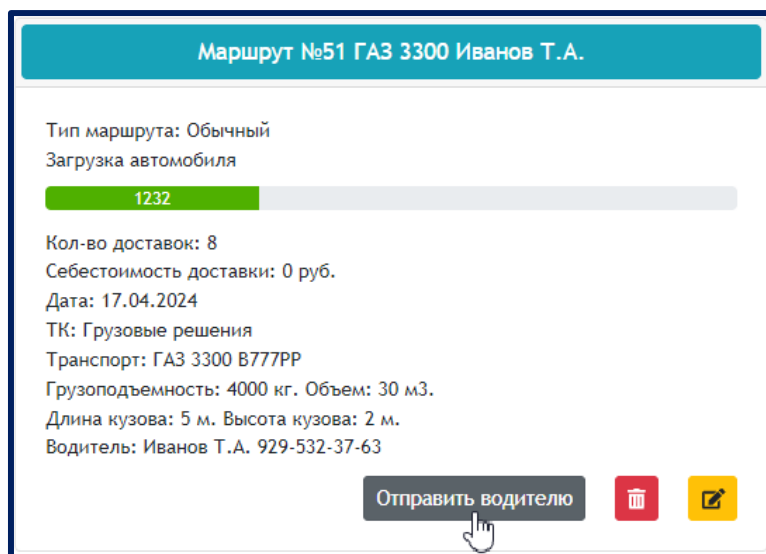 Маршрут №51 ГАЗ 3300 Иванов Т.А.
Тип маршрута: Обычный
Загрузка автомобиля
1232
Кол-во доставок: 8
Себестоимость доставки: 0 руб.
Дата: 17.04.2024
ТК: Грузовые решения
Транспорт: ГАЗ 3300 В777РР
Грузоподъемность: 4000 кг. Объем: 30 м3.
Длина кузова: 5 м. Высота кузова: 2 м.
Водитель: Иванов Т.А. 929-532-37-63
Отправить водителю